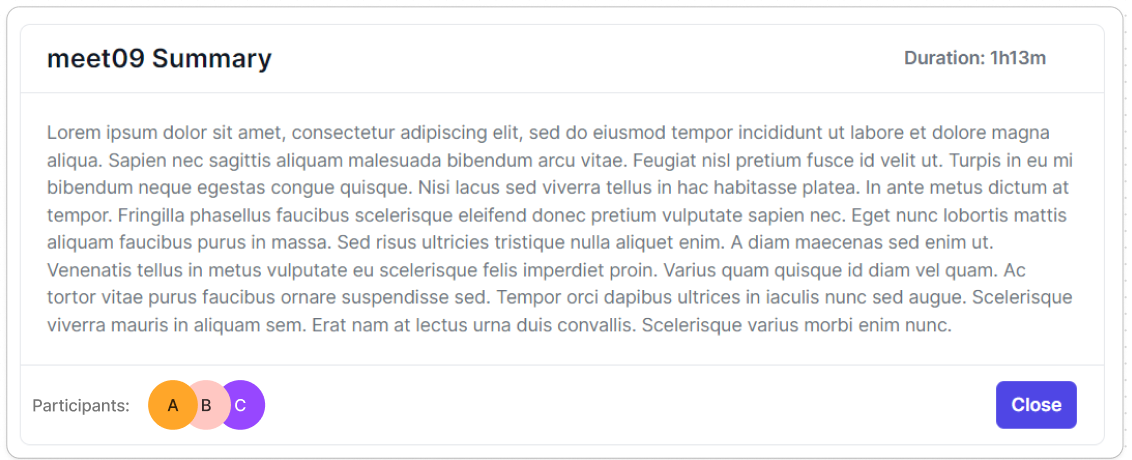 meet09 Summary
Duration: 1h13m
Lorem ipsum dolor sit amet, consectetur adipiscing elit, sed do eiusmod tempor incididunt ut labore et dolore magna
aliqua. Sapien nec sagittis aliquam malesuada bibendum arcu vitae. Feugiat nisl pretium fusce id velit ut. Turpis in eu mi
bibendum neque egestas congue quisque. Nisi lacus sed viverra tellus in hac habitasse platea. In ante metus dictum at
tempor. Fringilla phasellus faucibus scelerisque eleifend donec pretium vulputate sapien nec. Eget nunc lobortis mattis
aliquam faucibus purus in massa. Sed risus ultricies tristique nulla aliquet enim. A diam maecenas sed enim ut.
Venenatis tellus in metus vulputate eu scelerisque felis imperdiet proin. Varius quam quisque id diam vel quam. Ac
tortor vitae purus faucibus ornare suspendisse sed. Tempor orci dapibus ultrices in iaculis nunc sed augue. Scelerisque
viverra mauris in aliquam sem. Erat nam at lectus urna duis convallis. Scelerisque varius morbi enim nunc.
Participants: A B C
Close